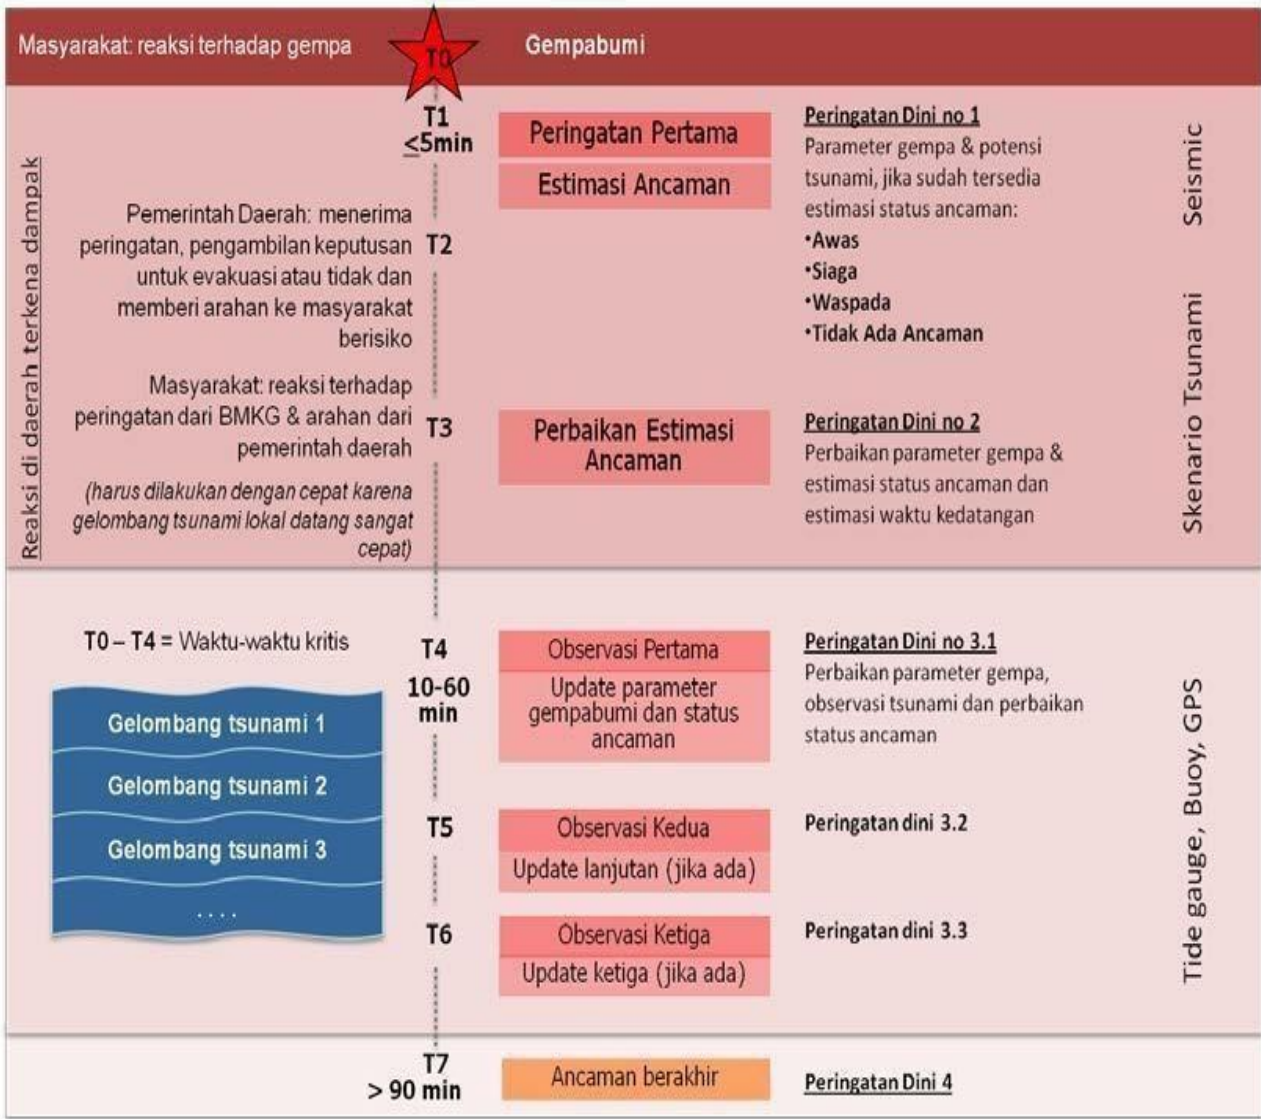 Masyarakat: reaksi terhadap gempa
T0
Gempabumi
T1
≤5min
Peringatan Pertama
Estimasi Ancaman
Peringatan Dini no 1
Parameter gempa & potensi
tsunami, jika sudah tersedia
estimasi status ancaman:
•Awas
•Siaga
•Waspada
•Tidak Ada Ancaman
Seismic
Reaksi di daerah terkena dampak
Pemerintah Daerah: menerima
peringatan, pengambilan keputusan
untuk evakuasi atau tidak dan
memberi arahan ke masyarakat
berisiko
T2
Skenario Tsunami
Masyarakat: reaksi terhadap
peringatan dari BMKG & arahan dari
pemerintah daerah
(harus dilakukan dengan cepat karena
gelombang tsunami lokal datang sangat
cepat)
T3
Perbaikan Estimasi
Ancaman
Peringatan Dini no 2
Perbaikan parameter gempa &
estimasi status ancaman dan
estimasi waktu kedatangan
T0 – T4 = Waktu-waktu kritis
T4
10-60
min
Observasi Pertama
Update parameter
gempabumi dan status
ancaman
Peringatan Dini no 3.1
Perbaikan parameter gempa,
observasi tsunami dan perbaikan
status ancaman
Tide gauge, Buoy, GPS
Gelombang tsunami 1
Gelombang tsunami 2
Gelombang tsunami 3
. . . .
T5
Observasi Kedua
Update lanjutan (jika ada)
Peringatan dini 3.2
T6
Observasi Ketiga
Update ketiga (jika ada)
Peringatan dini 3.3
T7
> 90 min
Ancaman berakhir
Peringatan Dini 4